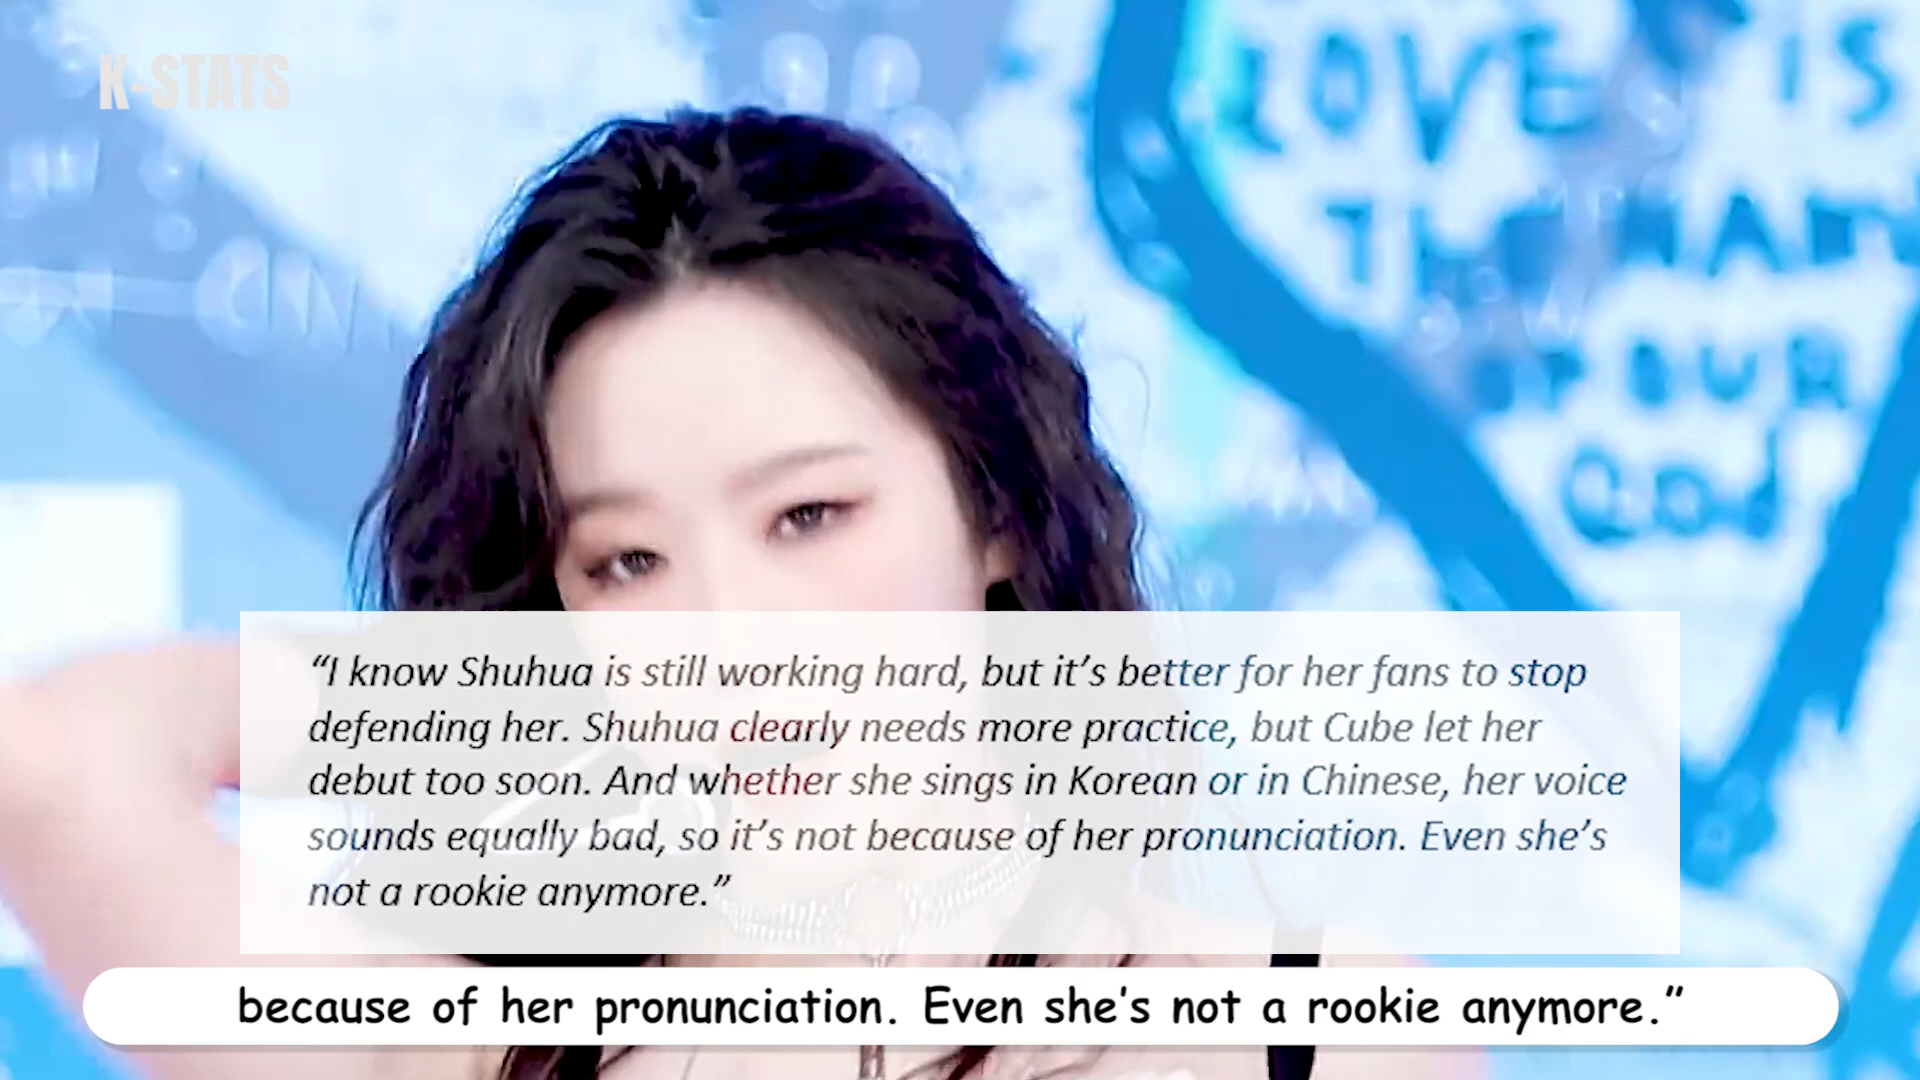 K-STATS
LOVE IS
“I know Shuhua is still working hard, but it’s better for her fans to stop
defending her. Shuhua clearly needs more practice, but Cube let her
debut too soon. And whether she sings in Korean or in Chinese, her voice
sounds equally bad, so it’s not because of her pronunciation. Even she’s
not a rookie anymore.”
because of her pronunciation. Even she's not a rookie anymore.”